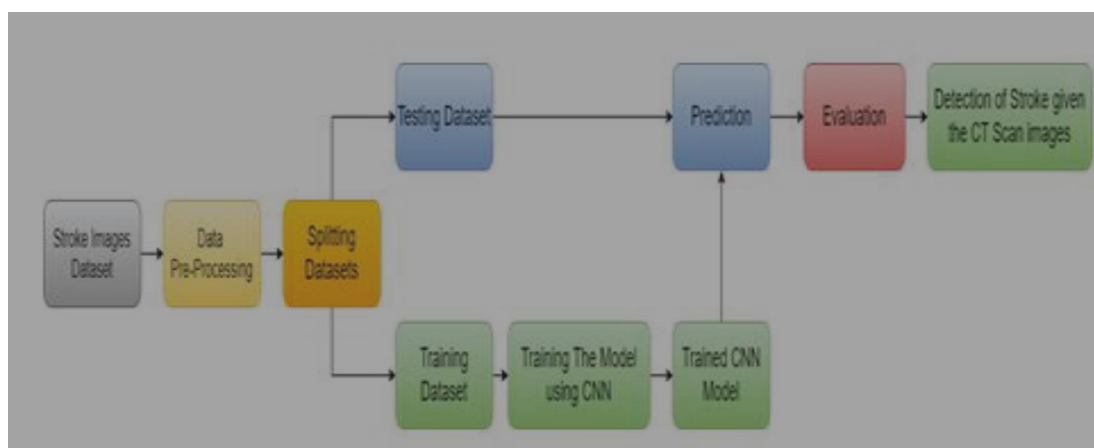 Testing Dataset
Prediction
Evaluation
Detection of Stroke given
the CT Scan images
Stroke Images
Dataset
Data
Pre-Processing
Splitting
Datasets
Training
Dataset
Training The Model
using CNN
Trained CNN
Model